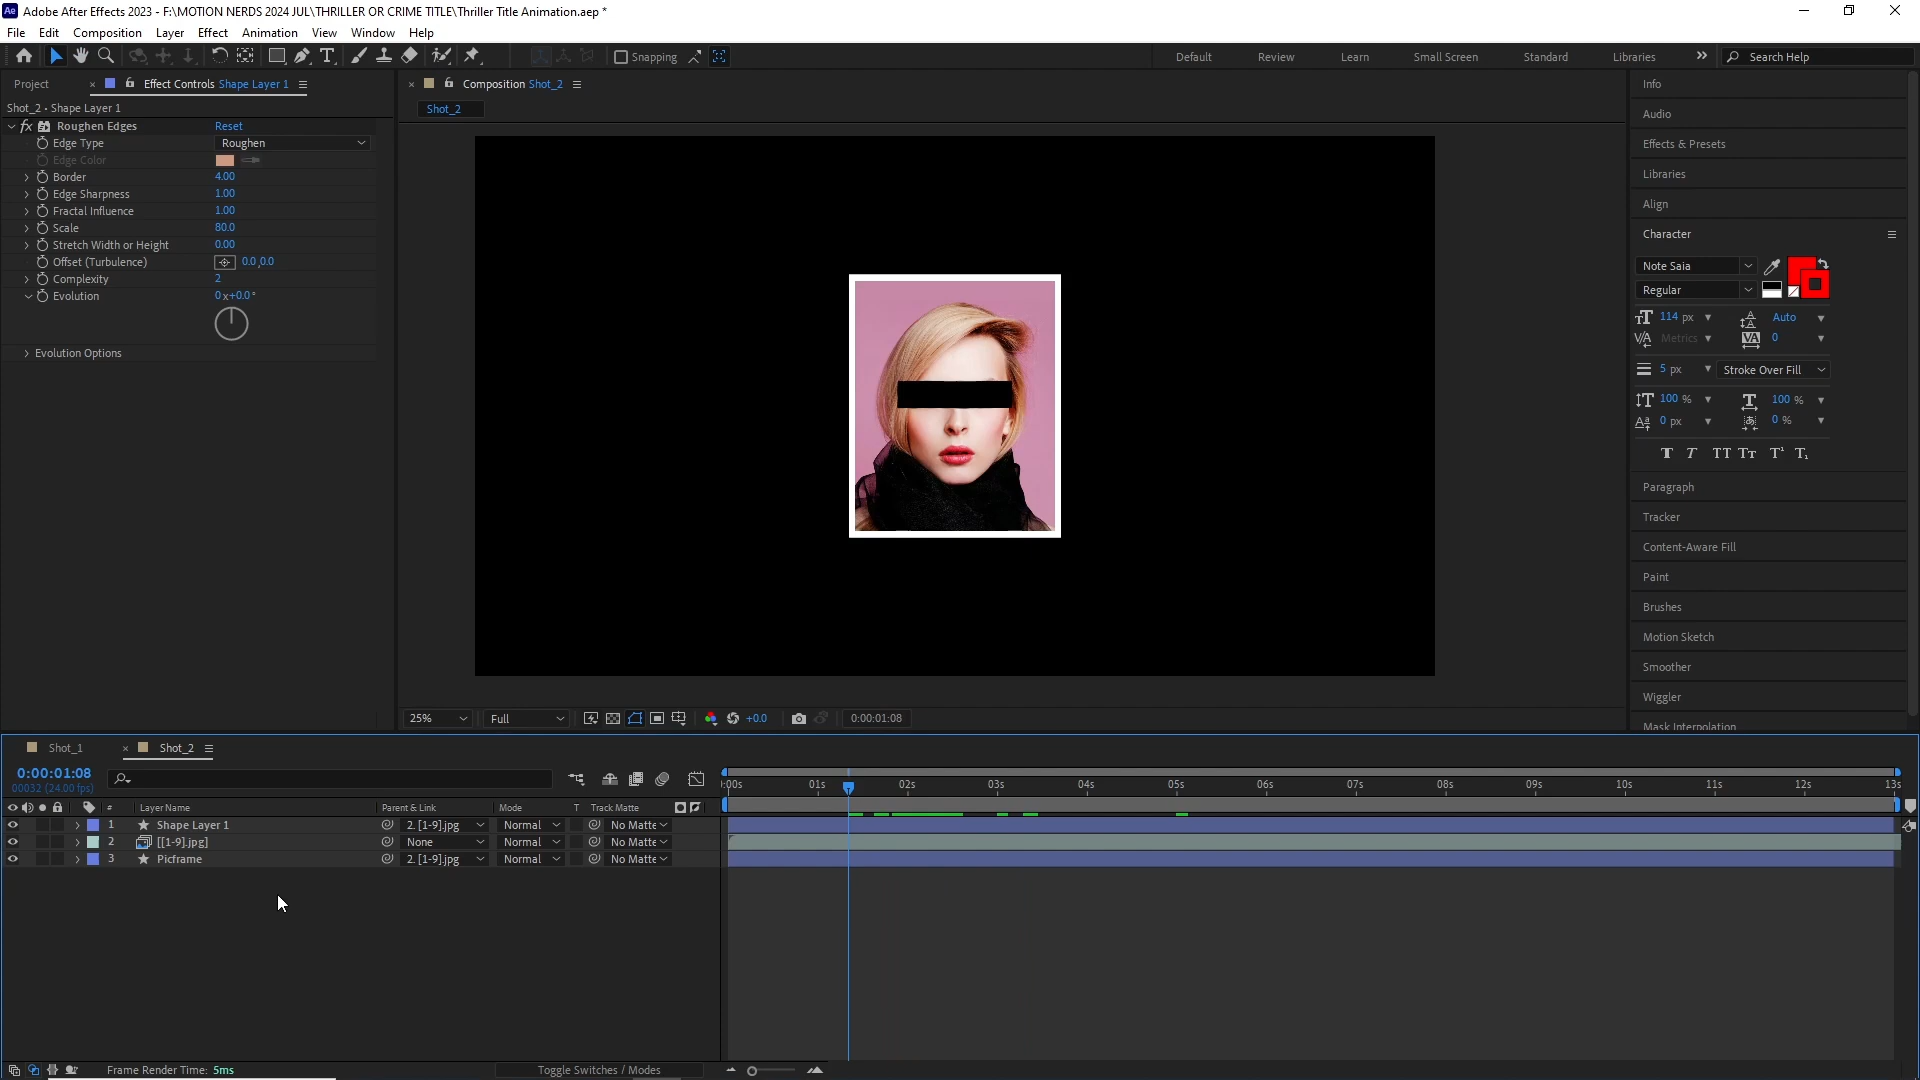 Adobe After Effects 2023 - F:\MOTION NERDS 2024 JUL\THRILLER OR CRIME TITLE\Thriller Title Animation.aep *
File Edit Composition Layer Effect Animation View Window Help
Snapping
Default Review Learn Small Screen Standard Libraries » Search Help
Project × Effect Controls Shape Layer 1
Shot_2 • Shape Layer 1
fx Roughen Edges Reset
Edge Type Roughen
Edge Color
Border 4.00
Edge Sharpness 1.00
Fractal Influence 1.00
Scale 80.0
Stretch Width or Height 0.00
Offset (Turbulence) 0.0,0.0
Complexity 2
Evolution 0x+0.0°
Evolution Options
× Composition Shot_2
Shot_2
25% Full +0.0 0:00:01:08
Info
Audio
Effects & Presets
Libraries
Align
Character
Note Saia
Regular
114 px Auto
Metrics 0
5 px Stroke Over Fill
100 % 100 %
0 px 0 %
T T TT Tt T¹ T₁
Paragraph
Tracker
Content-Aware Fill
Paint
Brushes
Motion Sketch
Smoother
Wiggler
Mask Interpolation
Shot_1 × Shot_2
0:00:01:08
00032 (24.00 fps)
:00s 01s 02s 03s 04s 05s 06s 07s 08s 09s 10s 11s 12s 13s
# Layer Name Parent & Link Mode T Track Matte
1 Shape Layer 1 2. [1-9].jpg Normal No Matte
2 [[1-9].jpg] None Normal No Matte
3 Picframe 2. [1-9].jpg Normal No Matte
Frame Render Time: 5ms Toggle Switches / Modes